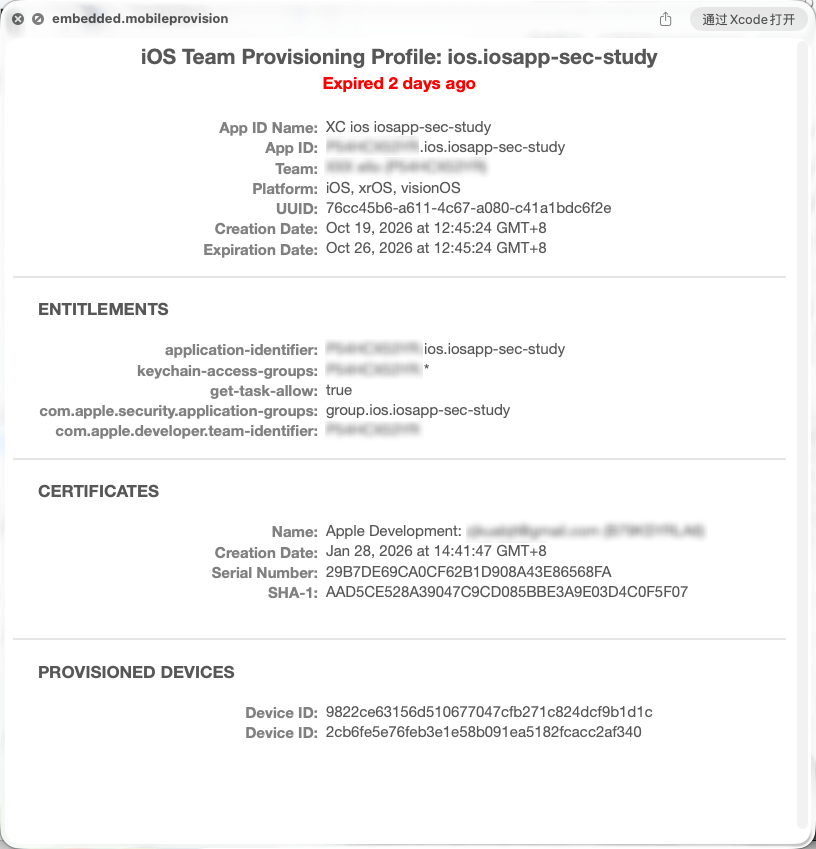 embedded.mobileprovision
通过 Xcode 打开
iOS Team Provisioning Profile: ios.iosapp-sec-study
Expired 2 days ago
App ID Name: XC ios iosapp-sec-study
App ID: .ios.iosapp-sec-study
Team:
Platform: iOS, xrOS, visionOS
UUID: 76cc45b6-a611-4c67-a080-c41a1bdc6f2e
Creation Date: Oct 19, 2026 at 12:45:24 GMT+8
Expiration Date: Oct 26, 2026 at 12:45:24 GMT+8
ENTITLEMENTS
application-identifier: ios.iosapp-sec-study
keychain-access-groups: *
get-task-allow: true
com.apple.security.application-groups: group.ios.iosapp-sec-study
com.apple.developer.team-identifier:
CERTIFICATES
Name: Apple Development:
Creation Date: Jan 28, 2026 at 14:41:47 GMT+8
Serial Number: 29B7DE69CA0CF62B1D908A43E86568FA
SHA-1: AAD5CE528A39047C9CD085BBE3A9E03D4C0F5F07
PROVISIONED DEVICES
Device ID: 9822ce63156d510677047cfb271c824dcf9b1d1c
Device ID: 2cb6fe5e76feb3e1e58b091ea5182fcacc2af340